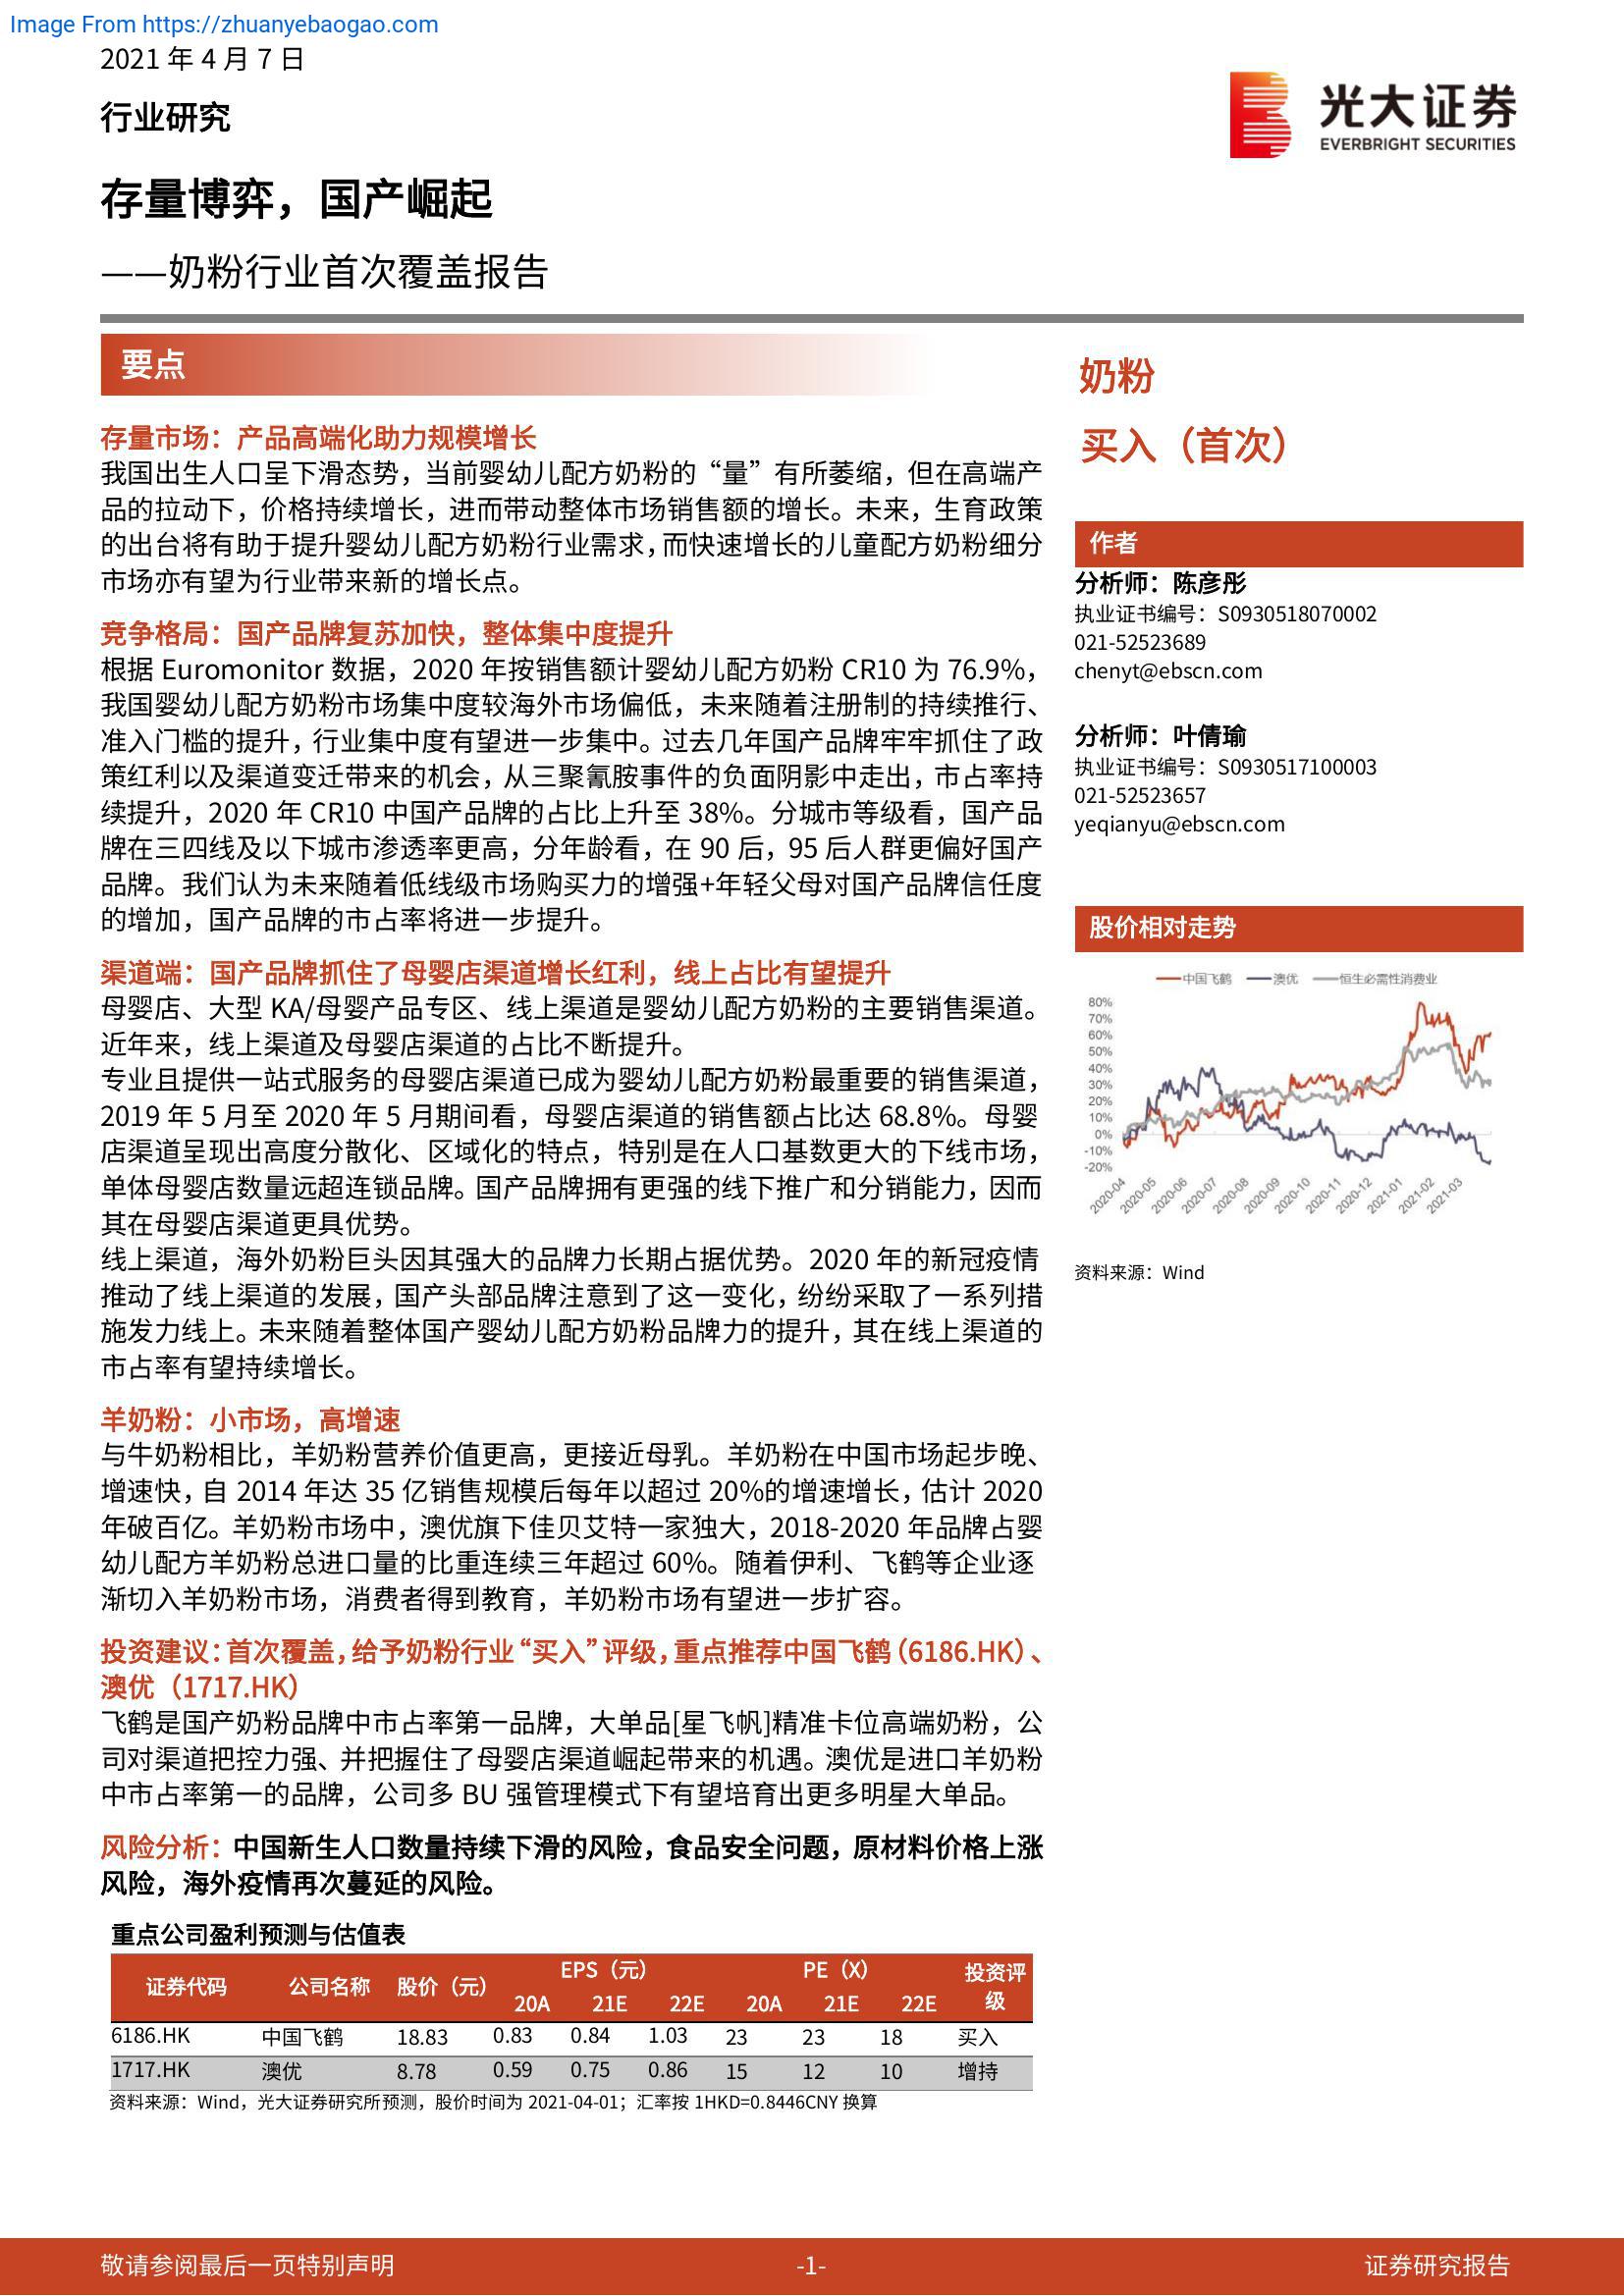 Image From https://zhuanyebaogao.com
2021 年 4 月 7 日
行业研究
光大证券
EVERBRIGHT SECURITIES
存量博弈，国产崛起
——奶粉行业首次覆盖报告
要点
存量市场：产品高端化助力规模增长
我国出生人口呈下滑态势，当前婴幼儿配方奶粉的“量”有所萎缩，但在高端产
品的拉动下，价格持续增长，进而带动整体市场销售额的增长。未来，生育政策
的出台将有助于提升婴幼儿配方奶粉行业需求，而快速增长的儿童配方奶粉细分
市场亦有望为行业带来新的增长点。
竞争格局：国产品牌复苏加快，整体集中度提升
根据 Euromonitor 数据，2020 年按销售额计婴幼儿配方奶粉 CR10 为 76.9%，
我国婴幼儿配方奶粉市场集中度较海外市场偏低，未来随着注册制的持续推行、
准入门槛的提升，行业集中度有望进一步集中。过去几年国产品牌牢牢抓住了政
策红利以及渠道变迁带来的机会，从三聚氰胺事件的负面阴影中走出，市占率持
续提升，2020 年 CR10 中国产品牌的占比上升至 38%。分城市等级看，国产品
牌在三四线及以下城市渗透率更高，分年龄看，在 90 后，95 后人群更偏好国产
品牌。我们认为未来随着低线级市场购买力的增强+年轻父母对国产品牌信任度
的增加，国产品牌的市占率将进一步提升。
渠道端：国产品牌抓住了母婴店渠道增长红利，线上占比有望提升
母婴店、大型 KA/母婴产品专区、线上渠道是婴幼儿配方奶粉的主要销售渠道。
近年来，线上渠道及母婴店渠道的占比不断提升。
专业且提供一站式服务的母婴店渠道已成为婴幼儿配方奶粉最重要的销售渠道，
2019 年 5 月至 2020 年 5 月期间看，母婴店渠道的销售额占比达 68.8%。母婴
店渠道呈现出高度分散化、区域化的特点，特别是在人口基数更大的下线市场，
单体母婴店数量远超连锁品牌。国产品牌拥有更强的线下推广和分销能力，因而
其在母婴店渠道更具优势。
线上渠道，海外奶粉巨头因其强大的品牌力长期占据优势。2020 年的新冠疫情
推动了线上渠道的发展，国产头部品牌注意到了这一变化，纷纷采取了一系列措
施发力线上。未来随着整体国产婴幼儿配方奶粉品牌力的提升，其在线上渠道的
市占率有望持续增长。
羊奶粉：小市场，高增速
与牛奶粉相比，羊奶粉营养价值更高，更接近母乳。羊奶粉在中国市场起步晚、
增速快，自 2014 年达 35 亿销售规模后每年以超过 20%的增速增长，估计 2020
年破百亿。羊奶粉市场中，澳优旗下佳贝艾特一家独大，2018-2020 年品牌占婴
幼儿配方羊奶粉总进口量的比重连续三年超过 60%。随着伊利、飞鹤等企业逐
渐切入羊奶粉市场，消费者得到教育，羊奶粉市场有望进一步扩容。
投资建议：首次覆盖，给予奶粉行业“买入”评级，重点推荐中国飞鹤（6186.HK）、
澳优（1717.HK）
飞鹤是国产奶粉品牌中市占率第一品牌，大单品[星飞帆]精准卡位高端奶粉，公
司对渠道把控力强、并把握住了母婴店渠道崛起带来的机遇。澳优是进口羊奶粉
中市占率第一的品牌，公司多 BU 强管理模式下有望培育出更多明星大单品。
风险分析：中国新生人口数量持续下滑的风险，食品安全问题，原材料价格上涨
风险，海外疫情再次蔓延的风险。
重点公司盈利预测与估值表
证券代码 公司名称 股价（元） EPS（元） PE（X） 投资评级
20A 21E 22E 20A 21E 22E
6186.HK 中国飞鹤 18.83 0.83 0.84 1.03 23 23 18 买入
1717.HK 澳优 8.78 0.59 0.75 0.86 15 12 10 增持
资料来源：Wind，光大证券研究所预测，股价时间为 2021-04-01；汇率按 1HKD=0.8446CNY 换算
奶粉
买入（首次）
作者
分析师：陈彦彤
执业证书编号：S0930518070002
021-52523689
chenyt@ebscn.com
分析师：叶倩瑜
执业证书编号：S0930517100003
021-52523657
yeqianyu@ebscn.com
股价相对走势
中国飞鹤 澳优 恒生必需性消费业
80%
70%
60%
50%
40%
30%
20%
10%
0%
-10%
-20%
2020-04 2020-05 2020-06 2020-07 2020-08 2020-09 2020-10 2020-11 2020-12 2021-01 2021-02 2021-03
资料来源：Wind
敬请参阅最后一页特别声明 -1- 证券研究报告